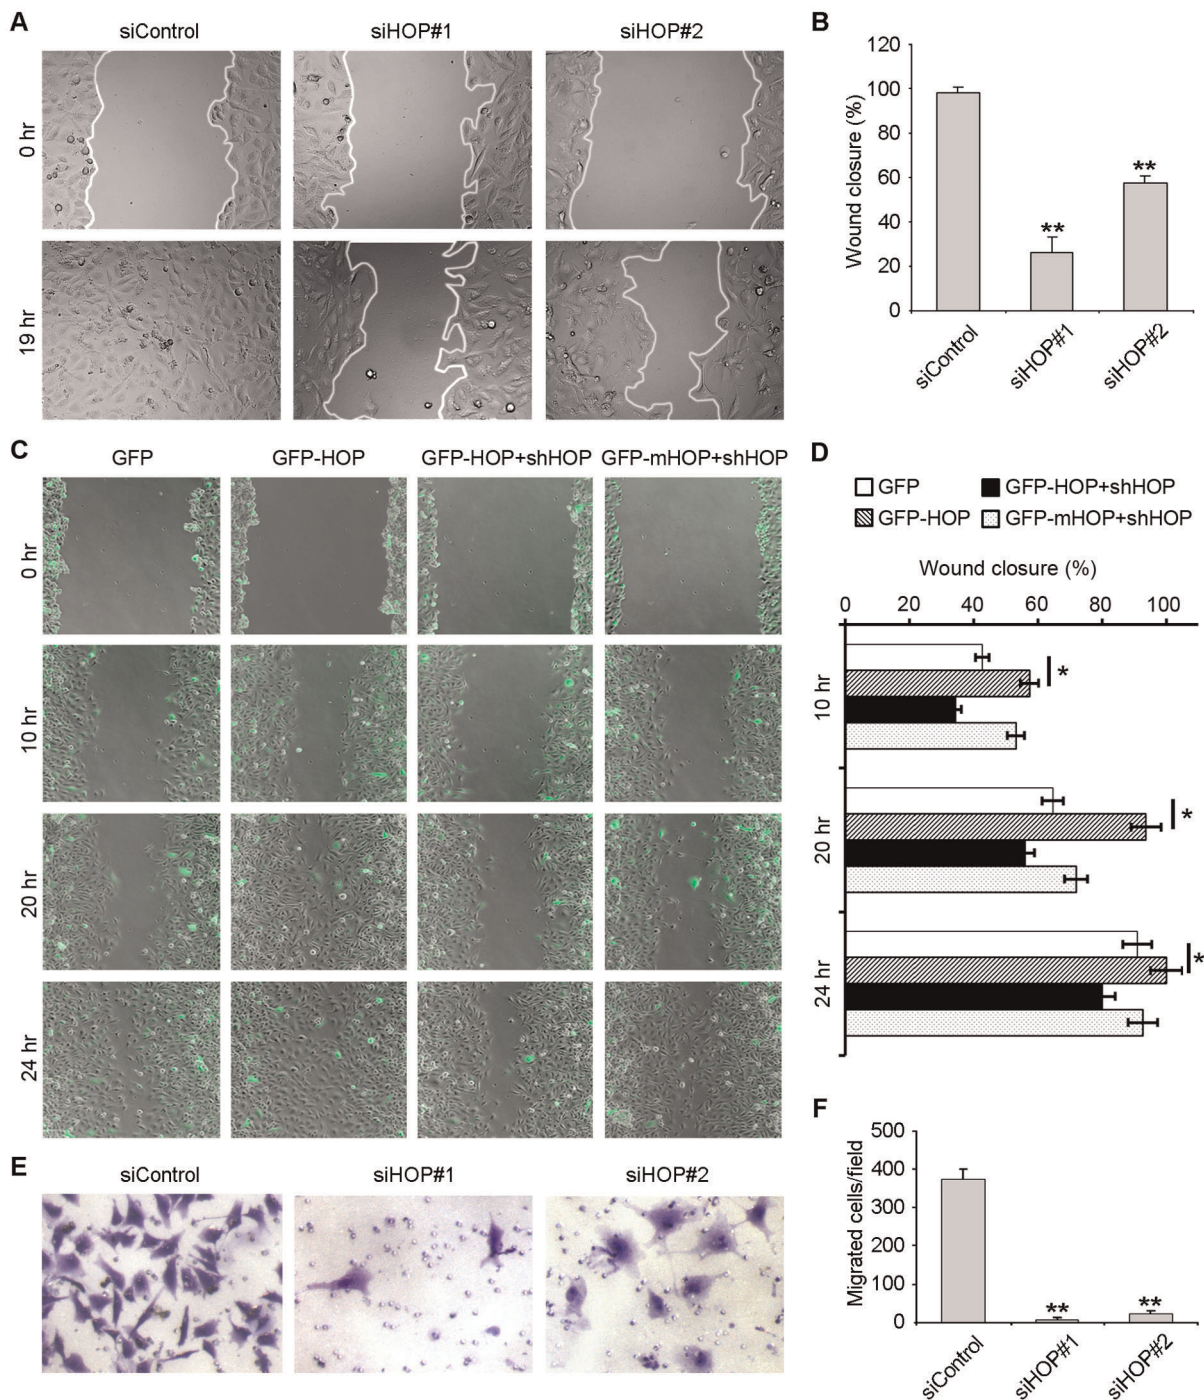 A
siControl
siHOP#1
siHOP#2
0 hr
19 hr
B
120
100
80
60
40
20
0
Wound closure (%)
**
**
siControl
siHOP#1
siHOP#2
C
GFP
GFP-HOP
GFP-HOP+shHOP
GFP-mHOP+shHOP
0 hr
10 hr
20 hr
24 hr
D
GFP
GFP-HOP+shHOP
GFP-HOP
GFP-mHOP+shHOP
Wound closure (%)
0 20 40 60 80 100
10 hr
*
20 hr
*
24 hr
*
E
siControl
siHOP#1
siHOP#2
F
500
400
300
200
100
0
Migrated cells/field
**
**
siControl
siHOP#1
siHOP#2